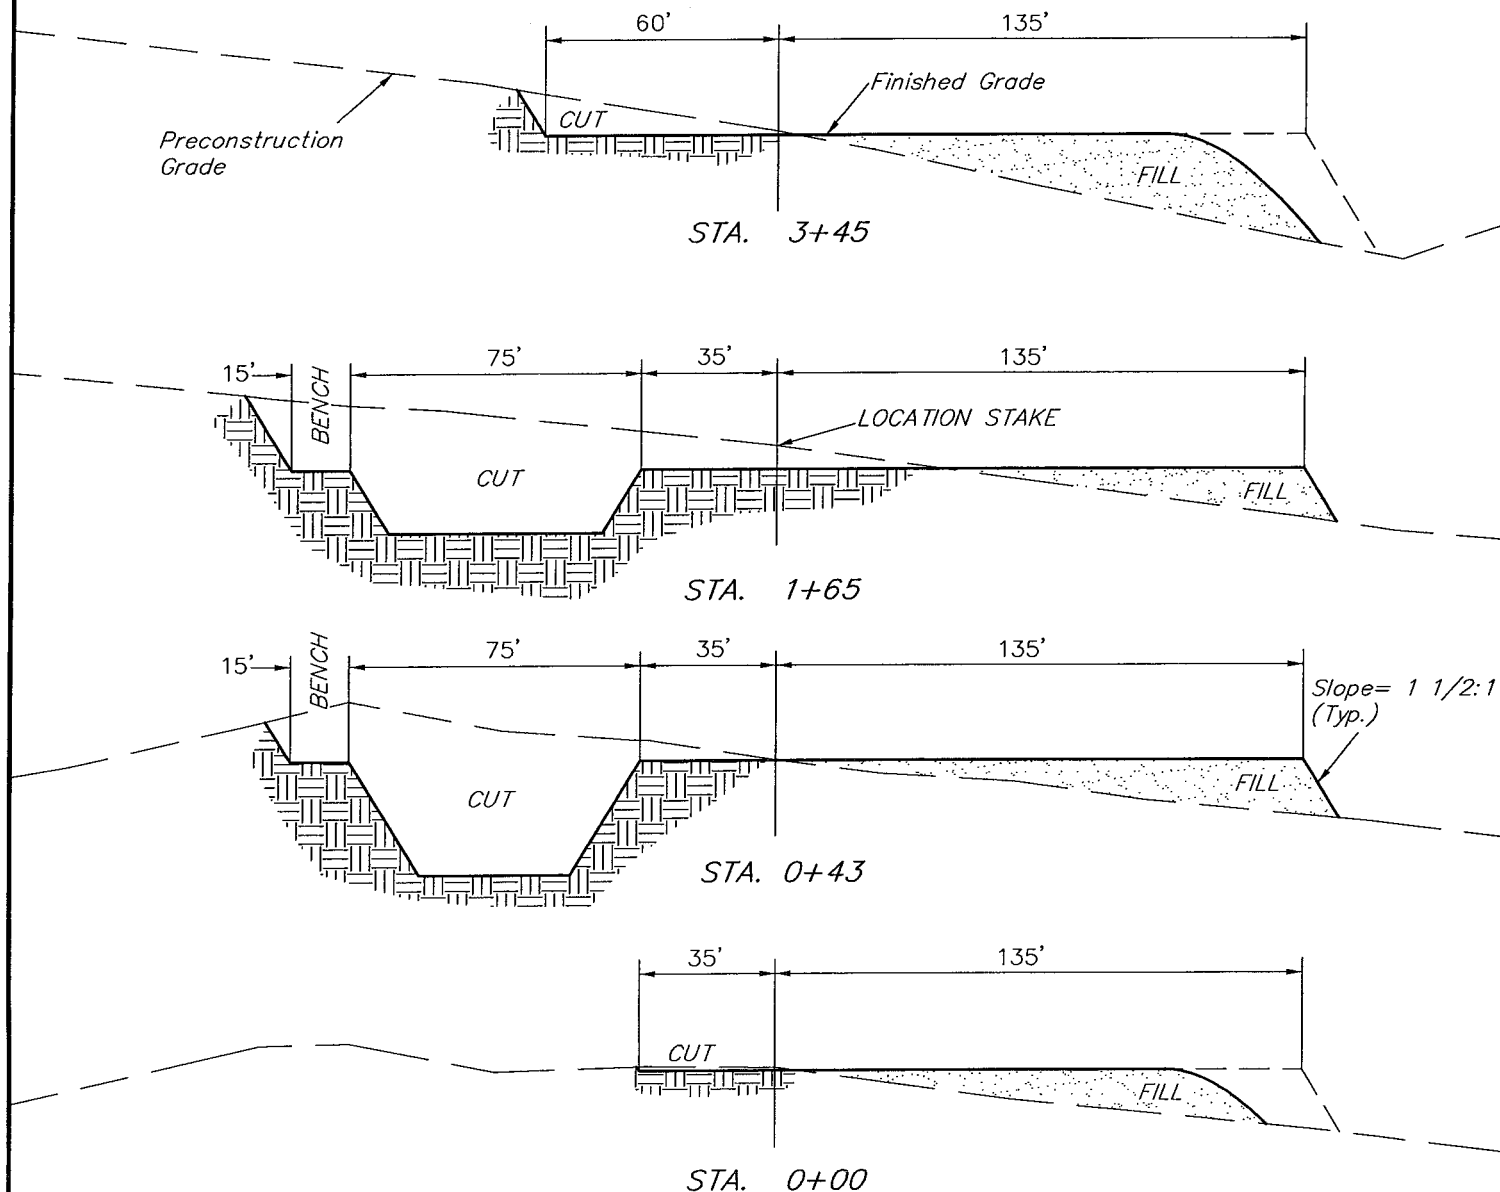 60' 135'
Finished Grade
CUT
Preconstruction
Grade
FILL
STA. 3+45
15' BENCH 75' 35' 135'
LOCATION STAKE
CUT
FILL
STA. 1+65
15' BENCH 75' 35' 135'
Slope= 1 1/2:1
(Typ.)
CUT
FILL
STA. 0+43
35' 135'
CUT
FILL
STA. 0+00